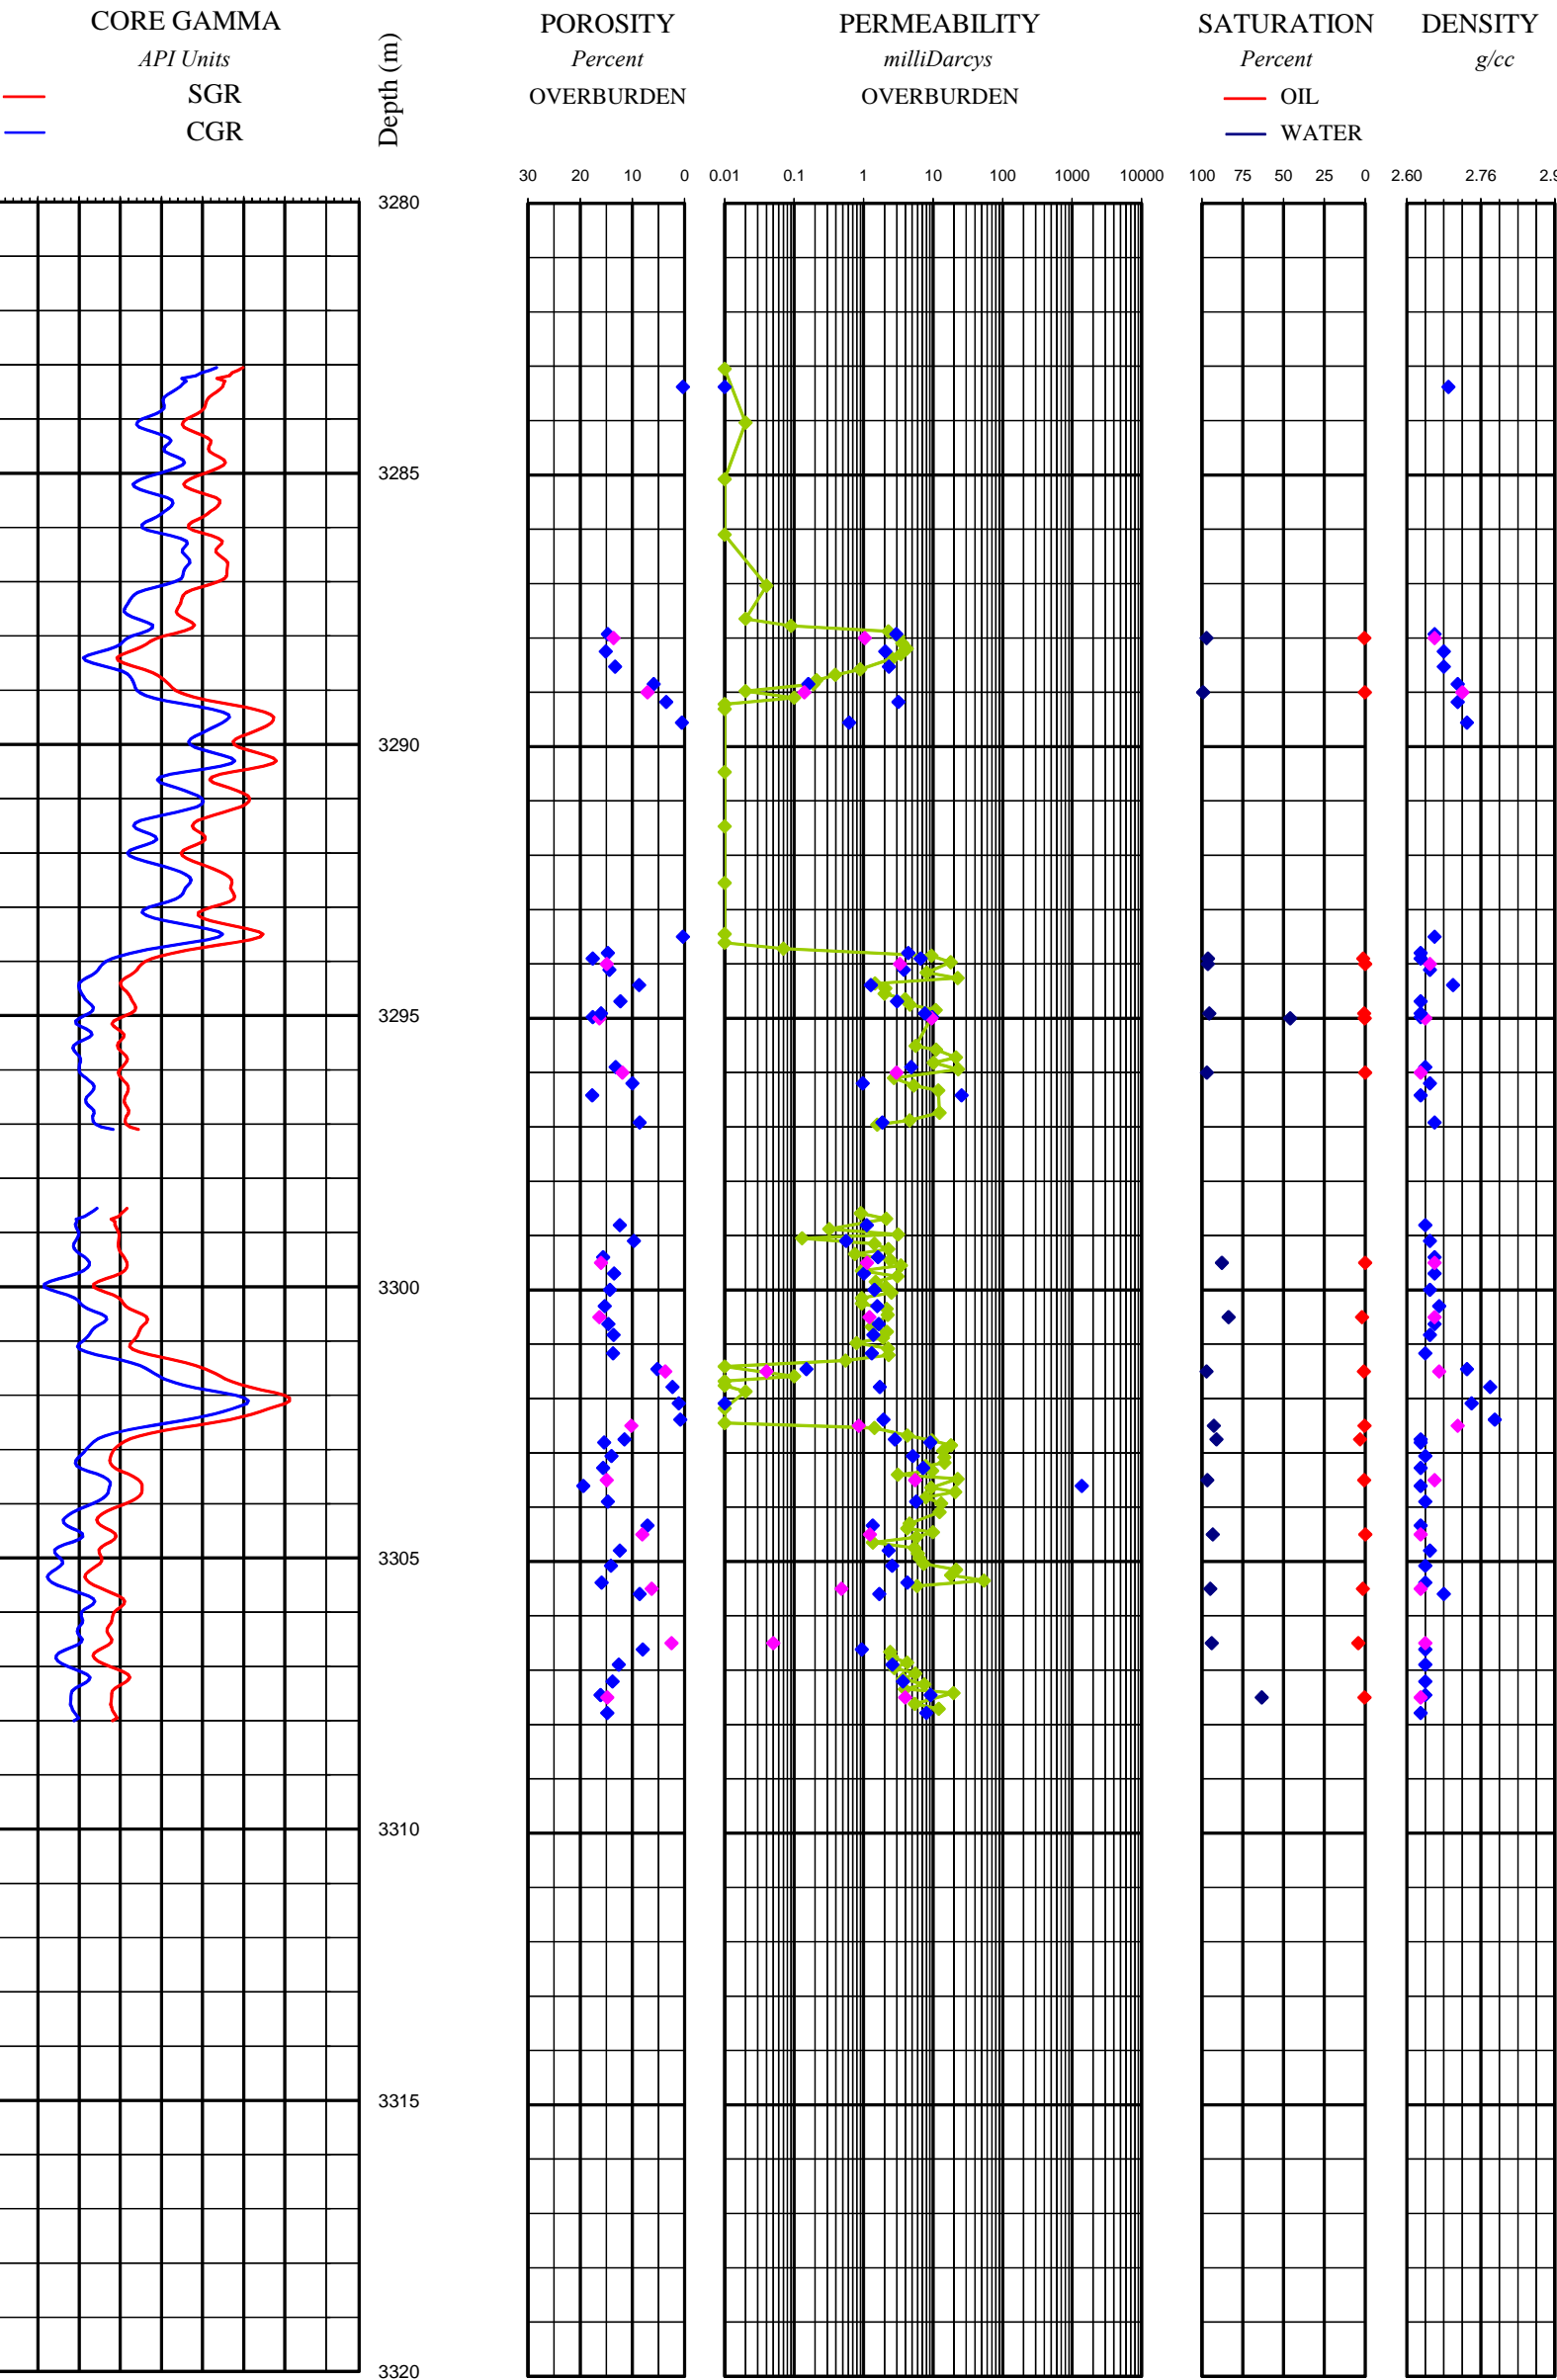 CORE GAMMA
API Units
SGR
CGR
Depth (m)
POROSITY
Percent
OVERBURDEN
PERMEABILITY
milliDarcys
OVERBURDEN
SATURATION
Percent
OIL
WATER
DENSITY
g/cc
30 20 10 0 0.01 0.1 1 10 100 1000 10000 100 75 50 25 0 2.60 2.76
3280
3285
3290
3295
3300
3305
3310
3315
3320